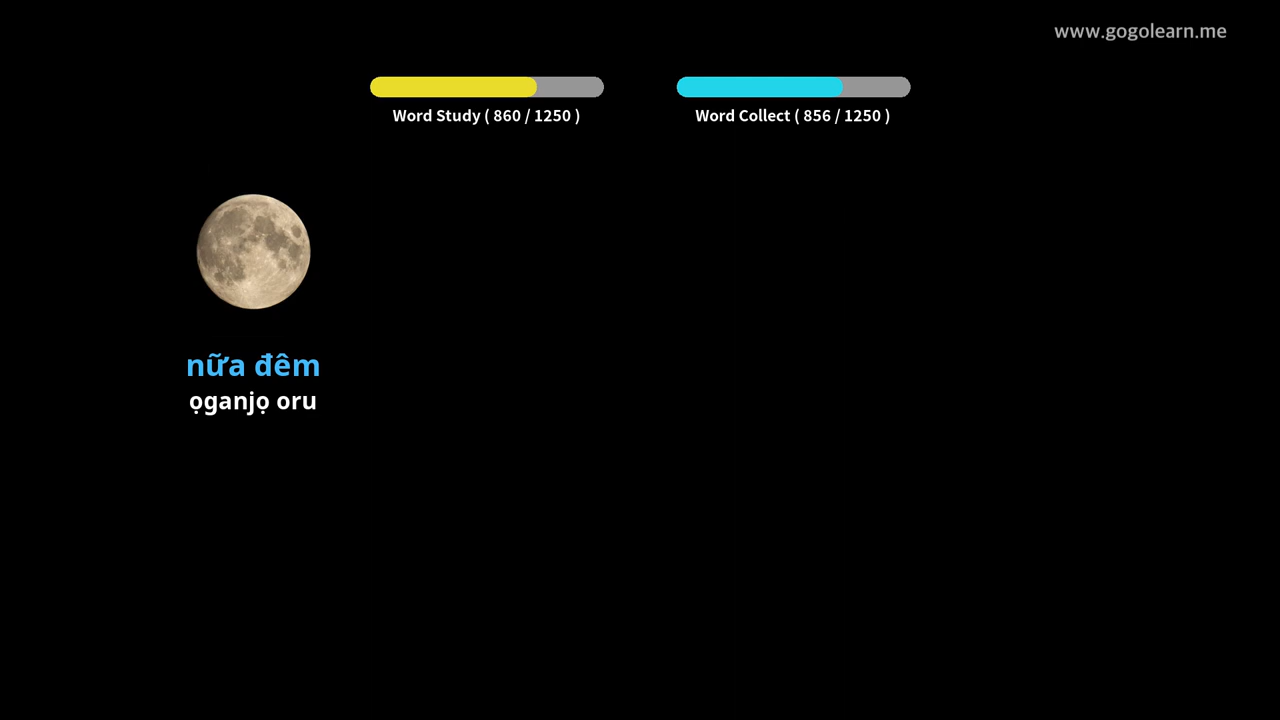 www.gogolearn.me
Word Study ( 860 / 1250 )
Word Collect ( 856 / 1250 )
nữa đêm
ọganjọ oru